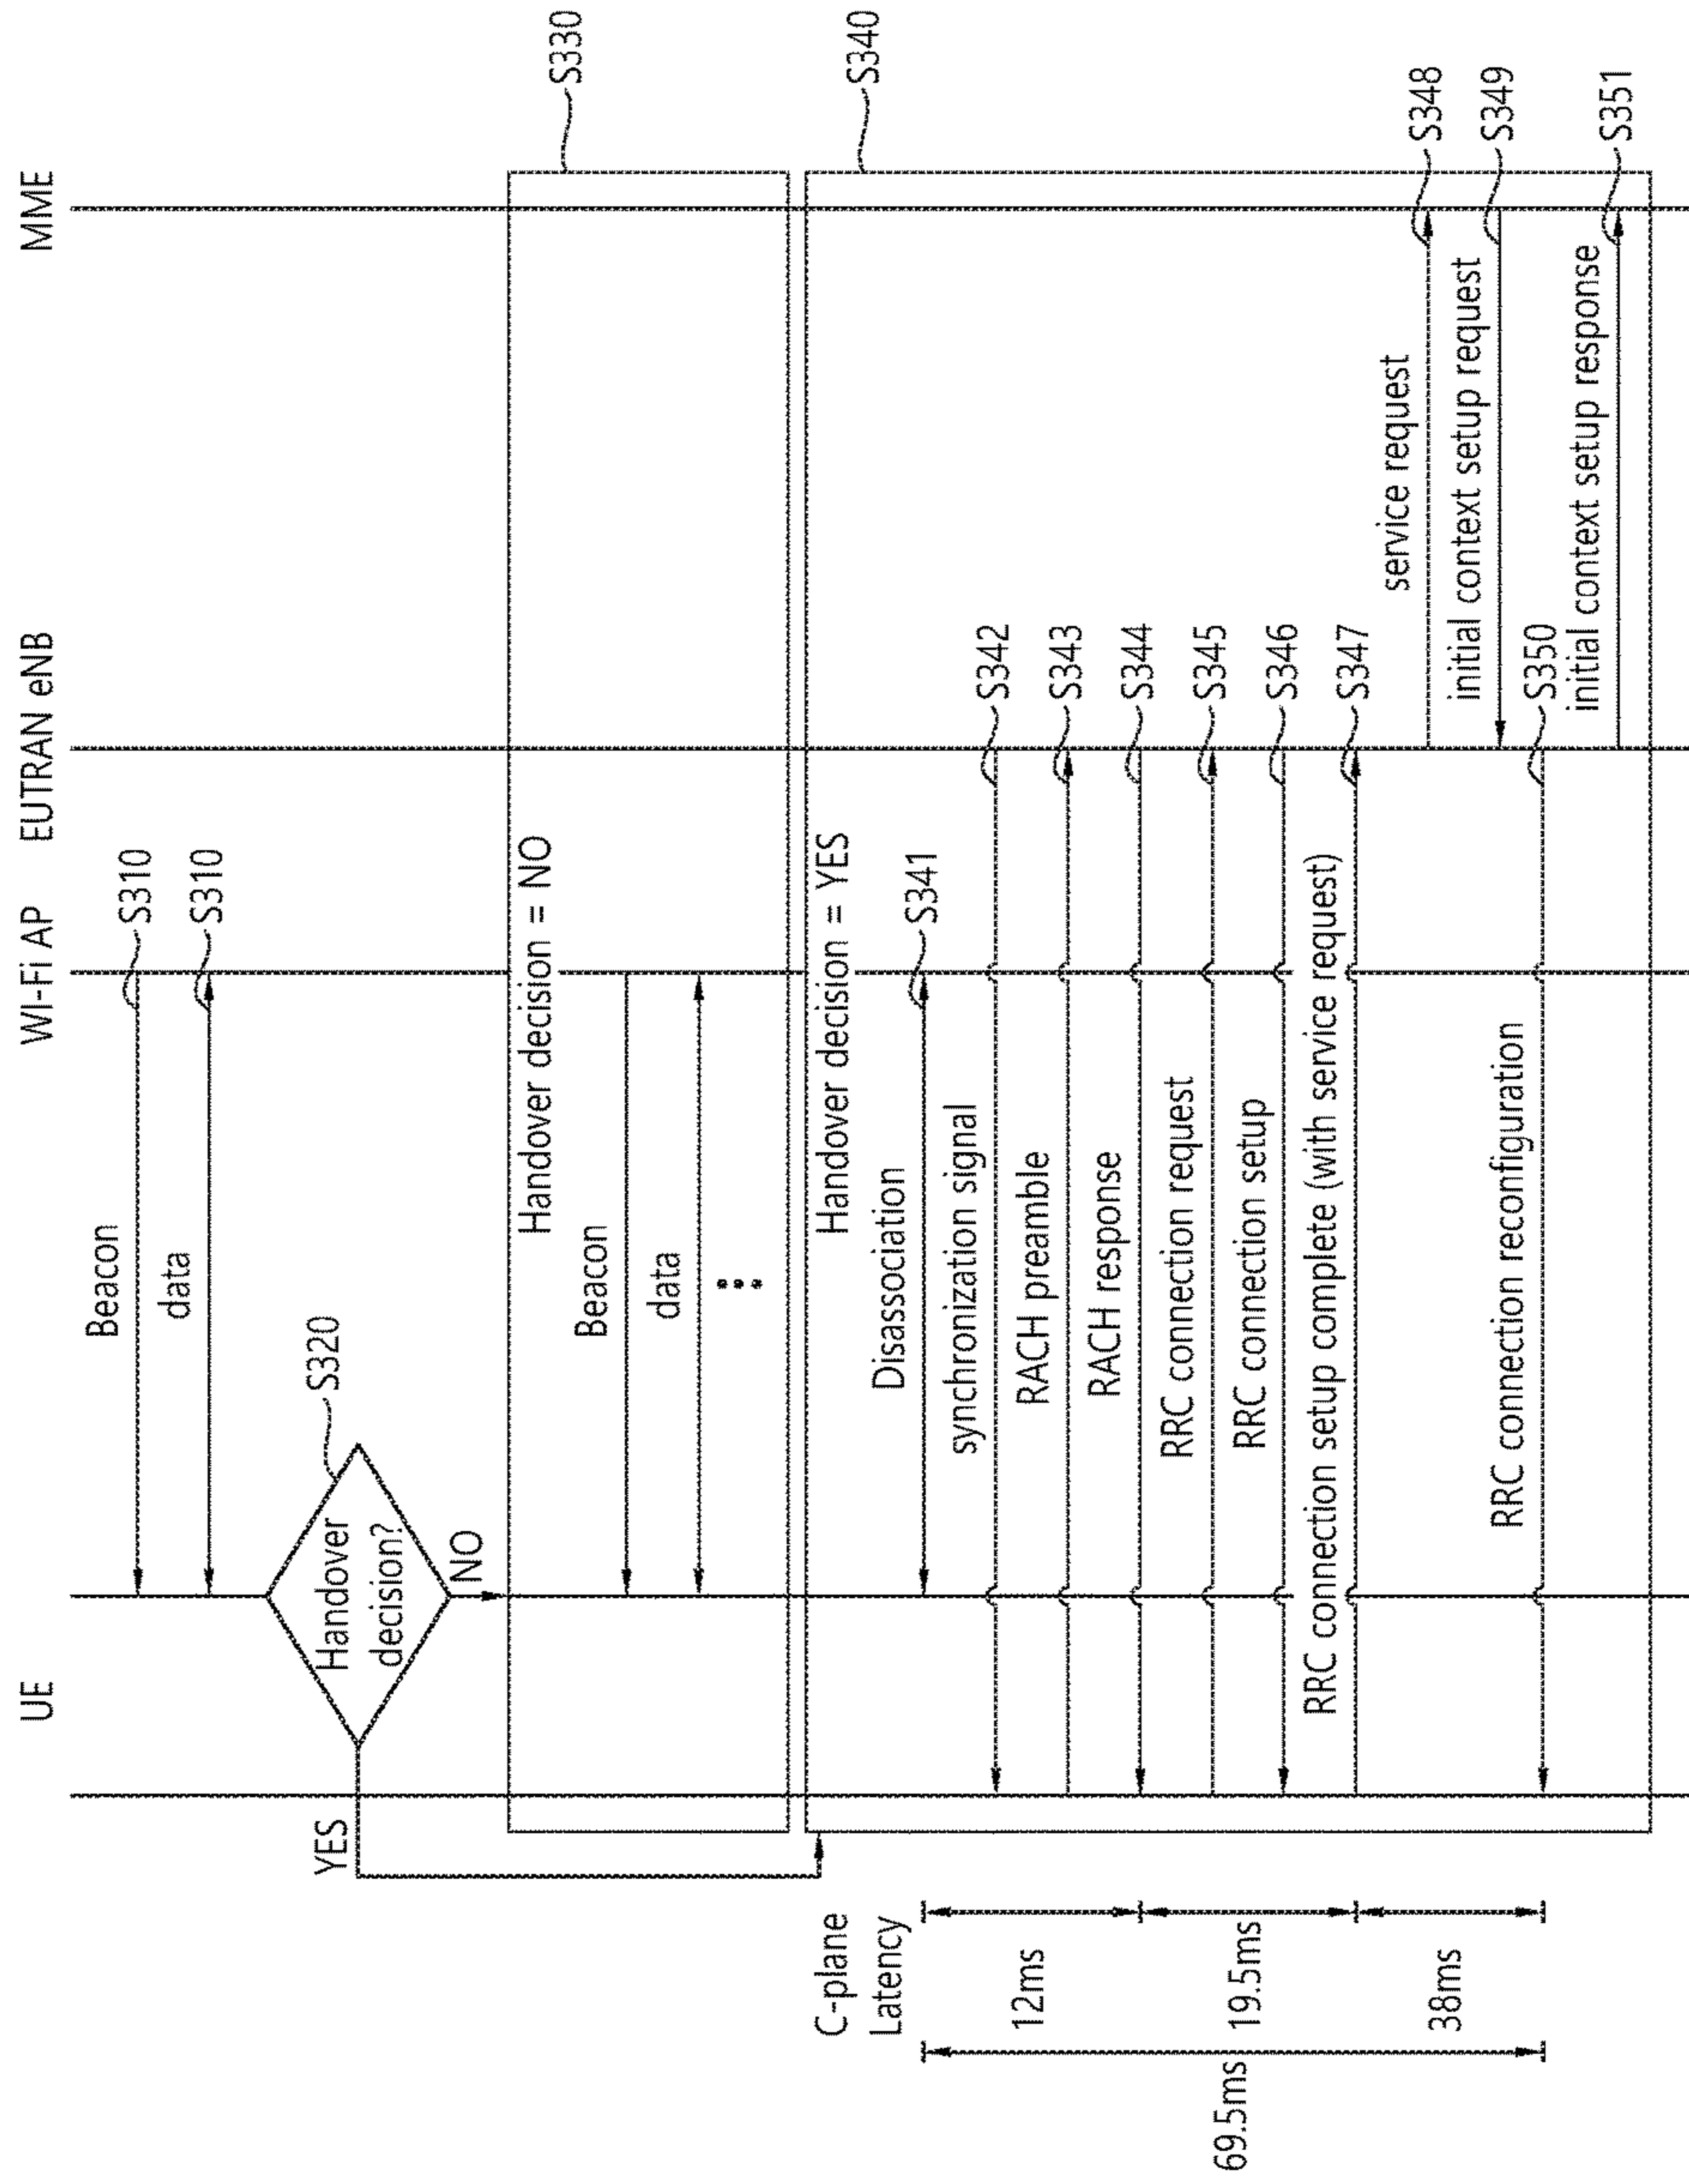 UE
WI-Fi AP
EUTRAN eNB
MME
Beacon
S310
data
S310
Handover
decision?
S320
YES
NO
Handover decision = NO
S330
Beacon
data
Handover decision = YES
S340
C-plane
Latency
Disassociation
S341
synchronization signal
S342
12ms
RACH preamble
S343
RACH response
S344
RRC connection request
S345
69.5ms
19.5ms
RRC connection setup
S346
RRC connection setup complete (with service request)
S347
service request
S348
38ms
initial context setup request
S349
RRC connection reconfiguration
S350
initial context setup response
S351